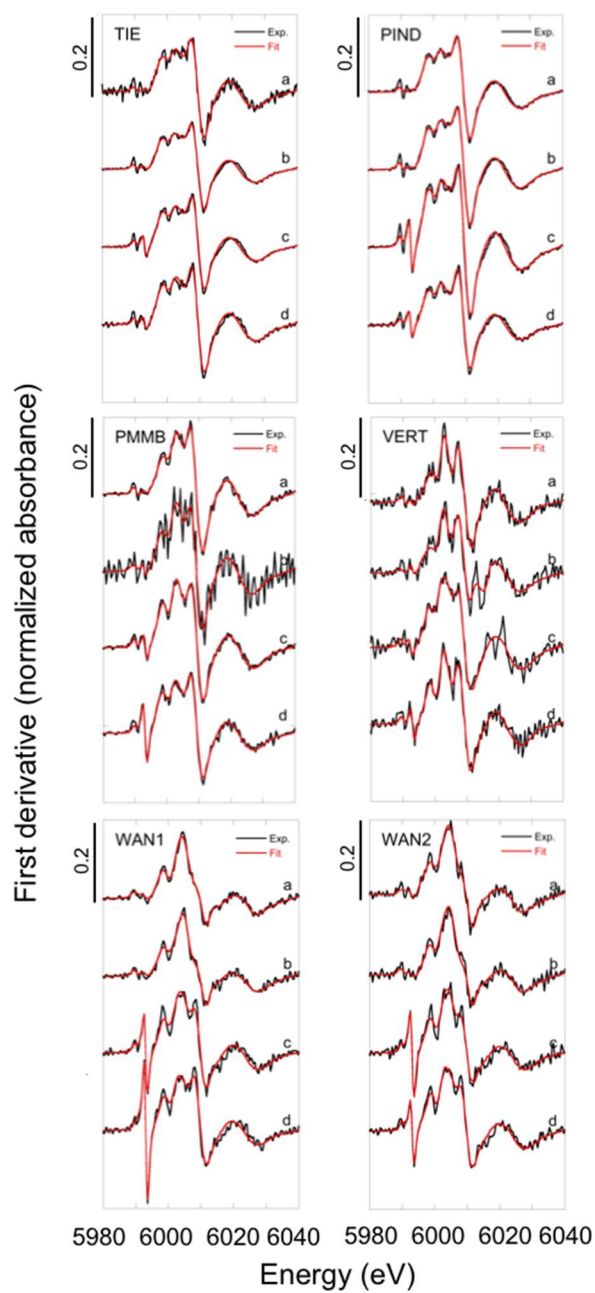 First derivative (normalized absorbance)
0.2
TIE
Exp.
Fit
a
b
c
d
0.2
PIND
Exp.
Fit
a
b
c
d
0.2
PMMB
Exp.
Fit
a
b
c
d
0.2
VERT
Exp.
Fit
a
b
c
d
0.2
WAN1
Exp.
Fit
a
b
c
d
0.2
WAN2
Exp.
Fit
a
b
c
d
5980 6000 6020 6040
5980 6000 6020 6040
Energy (eV)